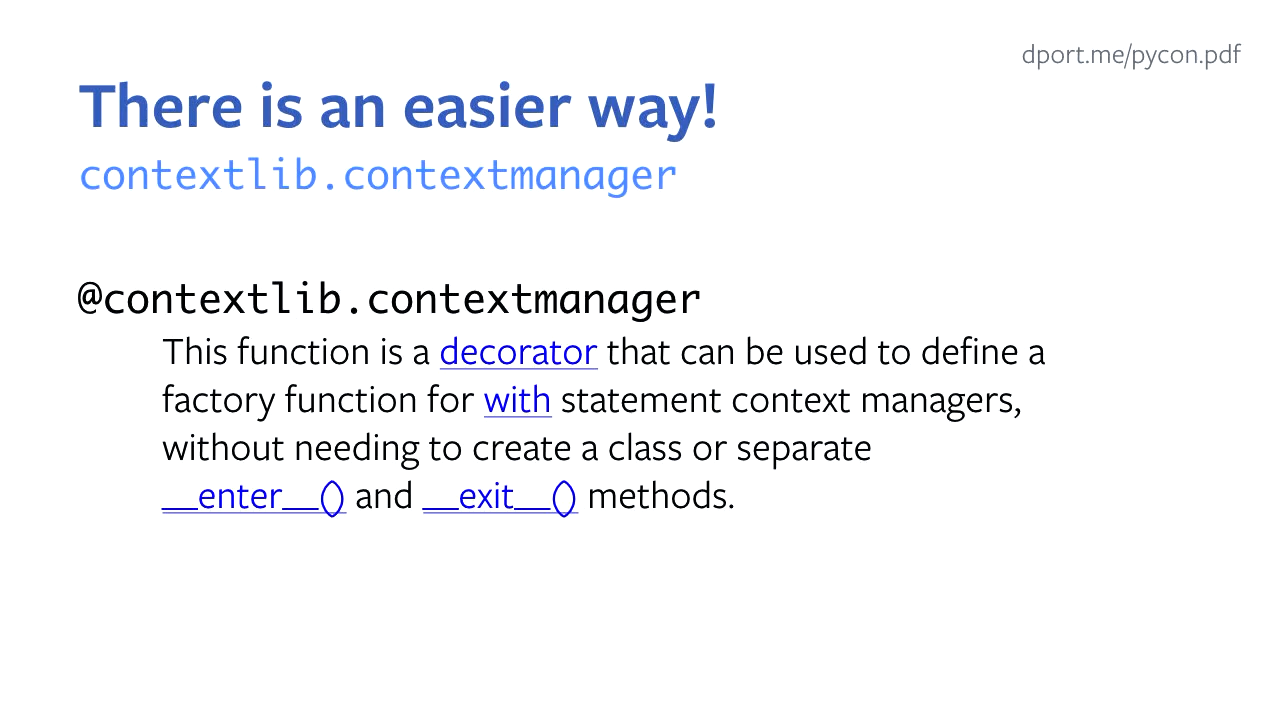 dport.me/pycon.pdf
There is an easier way!
contextlib.contextmanager
@contextlib.contextmanager
This function is a decorator that can be used to define a
factory function for with statement context managers,
without needing to create a class or separate
__enter__() and __exit__() methods.